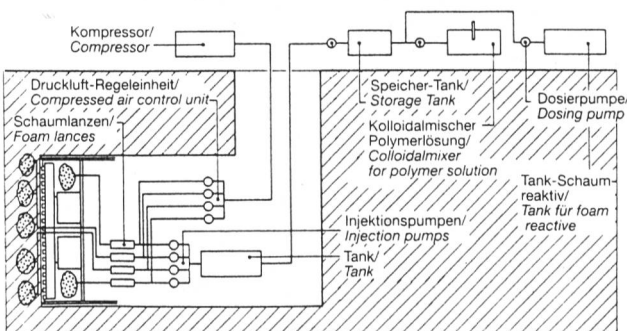 Kompressor/
Compressor
Druckluft-Regeleinheit/
Compressed air control unit
Schaumlanzen/
Foam lances
Speicher-Tank/
Storage Tank
Kolloidalmischer
Polymerlösung/
Colloidalmixer
for polymer solution
Dosierpumpe/
Dosing pump
Tank-Schaum-
reaktiv/
Tank für foam
reactive
Injektionspumpen/
Injection pumps
Tank/
Tank